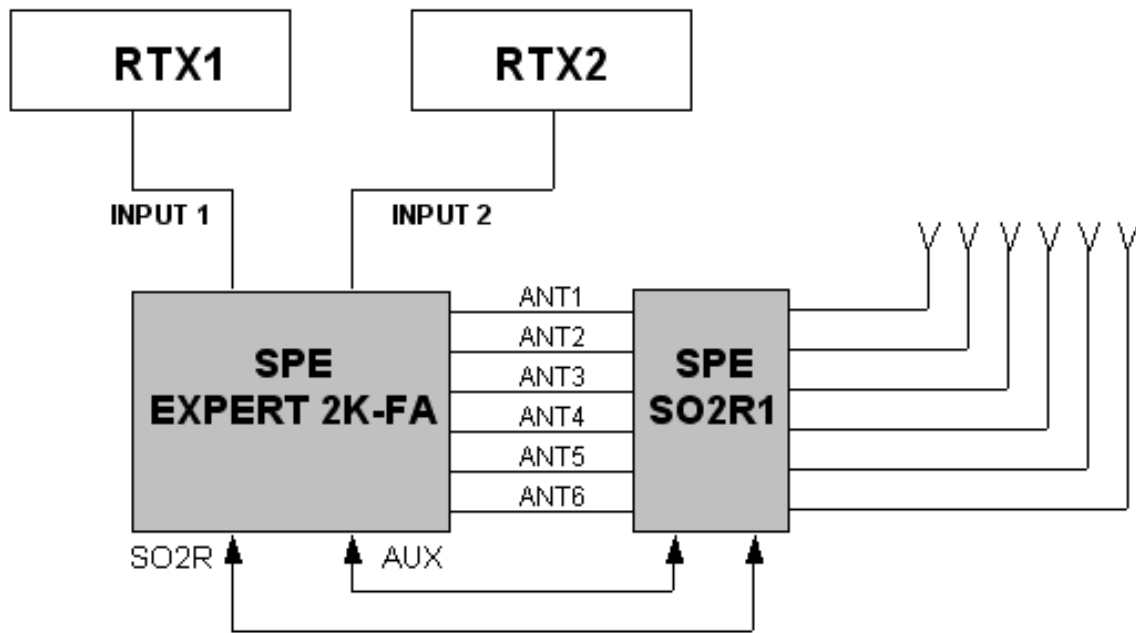 RTX1
RTX2
INPUT 1
INPUT 2
ANT1
ANT2
ANT3
ANT4
ANT5
ANT6
SPE
EXPERT 2K-FA
SPE
SO2R1
SO2R
AUX